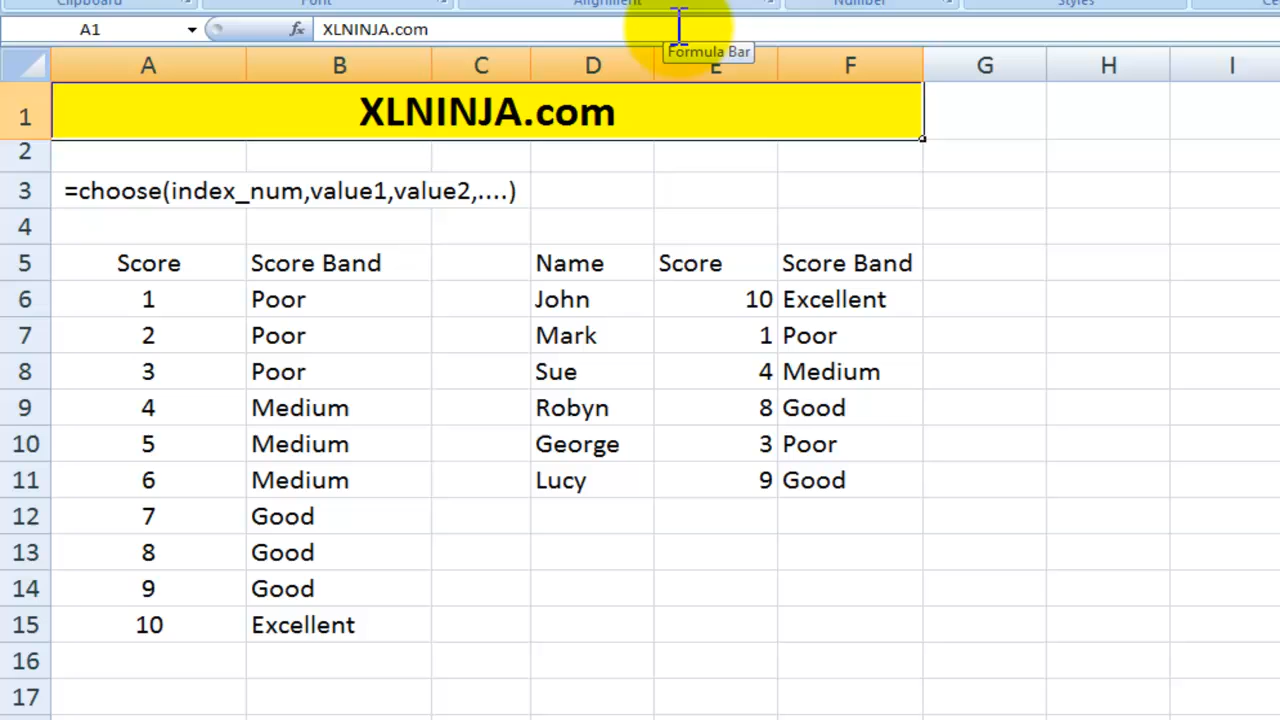 Clipboard Font Alignment Number Styles
A1 fx XLNINJA.com
Formula Bar
A B C D E F G H I
1 XLNINJA.com
2
3 =choose(index_num,value1,value2,....)
4
5 Score Score Band Name Score Score Band
6 1 Poor John 10 Excellent
7 2 Poor Mark 1 Poor
8 3 Poor Sue 4 Medium
9 4 Medium Robyn 8 Good
10 5 Medium George 3 Poor
11 6 Medium Lucy 9 Good
12 7 Good
13 8 Good
14 9 Good
15 10 Excellent
16
17